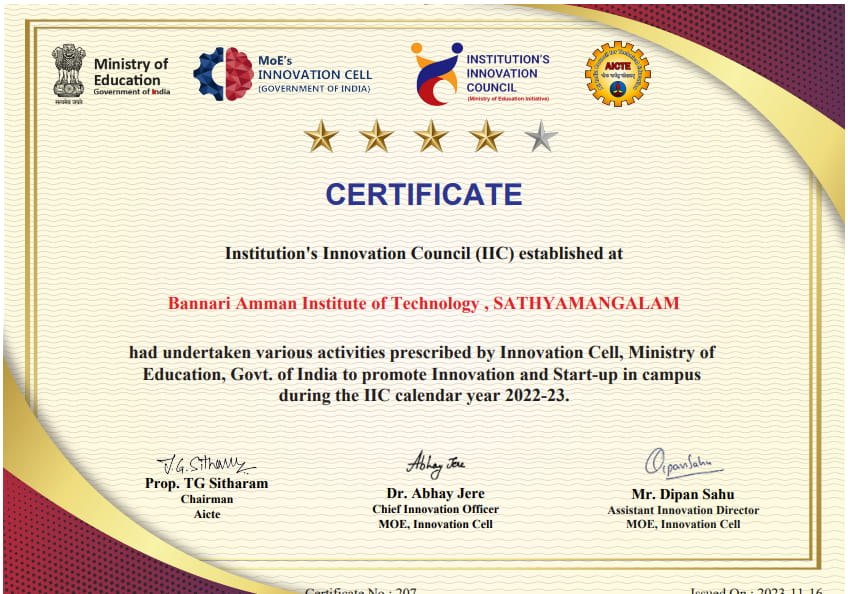 Ministry of
Education
Government of India
सत्यमेव जयते
MoE's
INNOVATION CELL
(GOVERNMENT OF INDIA)
INSTITUTION'S
INNOVATION
COUNCIL
(Ministry of Education Initiative)
AICTE
CERTIFICATE
Institution's Innovation Council (IIC) established at
Bannari Amman Institute of Technology , SATHYAMANGALAM
had undertaken various activities prescribed by Innovation Cell, Ministry of
Education, Govt. of India to promote Innovation and Start-up in campus
during the IIC calendar year 2022-23.
T.G. Sitharam
Prop. TG Sitharam
Chairman
Aicte
Abhay Jere
Dr. Abhay Jere
Chief Innovation Officer
MOE, Innovation Cell
Dipan Sahu
Mr. Dipan Sahu
Assistant Innovation Director
MOE, Innovation Cell
Certificate No : 207
Issued On : 2023-11-16